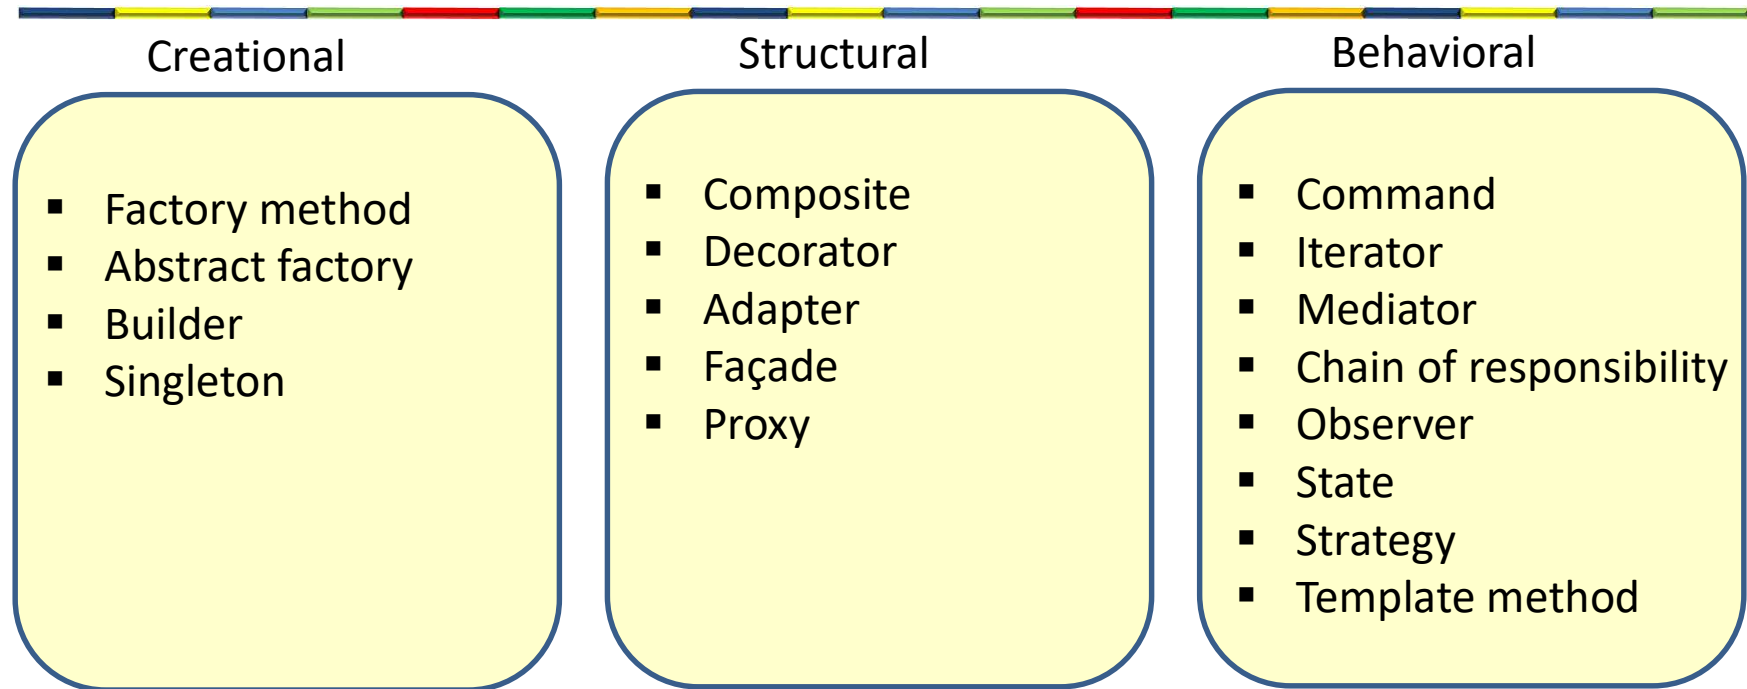 Creational
Factory method
Abstract factory
Builder
Singleton
Structural
Composite
Decorator
Adapter
Façade
Proxy
Behavioral
Command
Iterator
Mediator
Chain of responsibility
Observer
State
Strategy
Template method